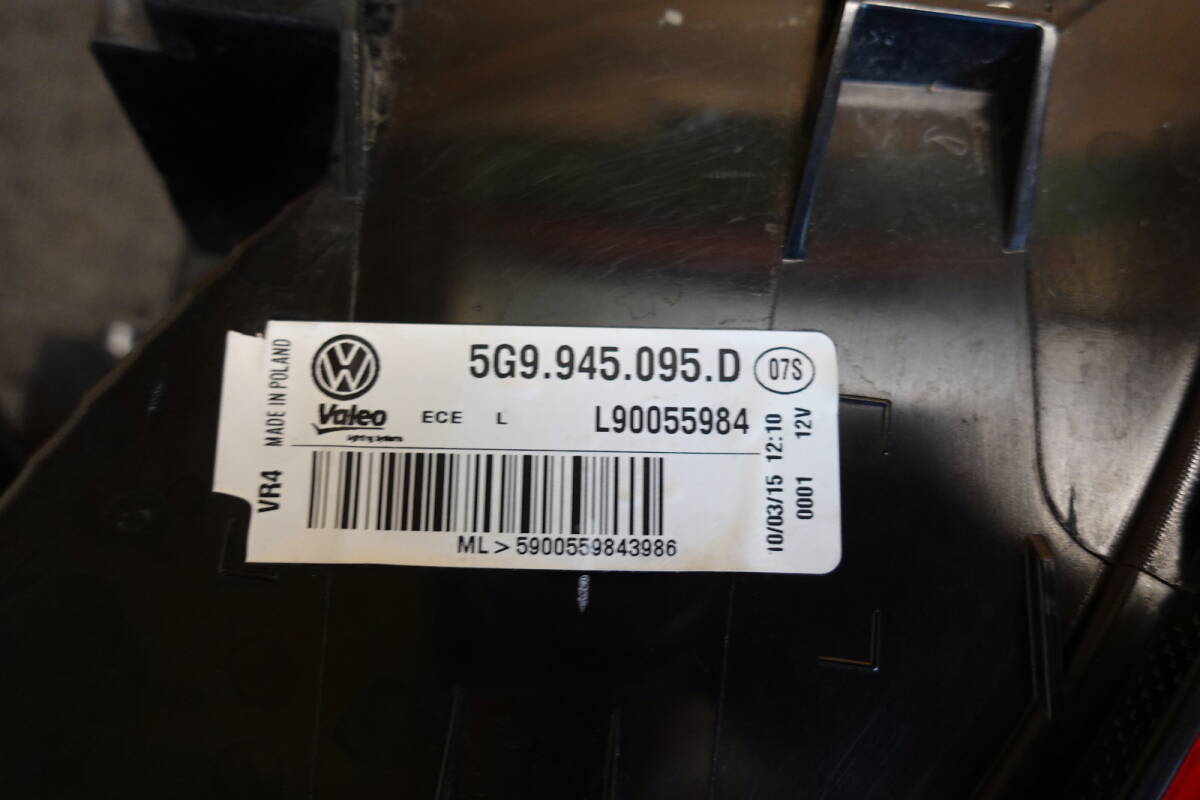 MADE IN POLAND
VR4
VW
5G9.945.095.D
07S
Valeo
ECE L
L90055984
ML > 5900559843986
10/03/15 12:10
0001 12V